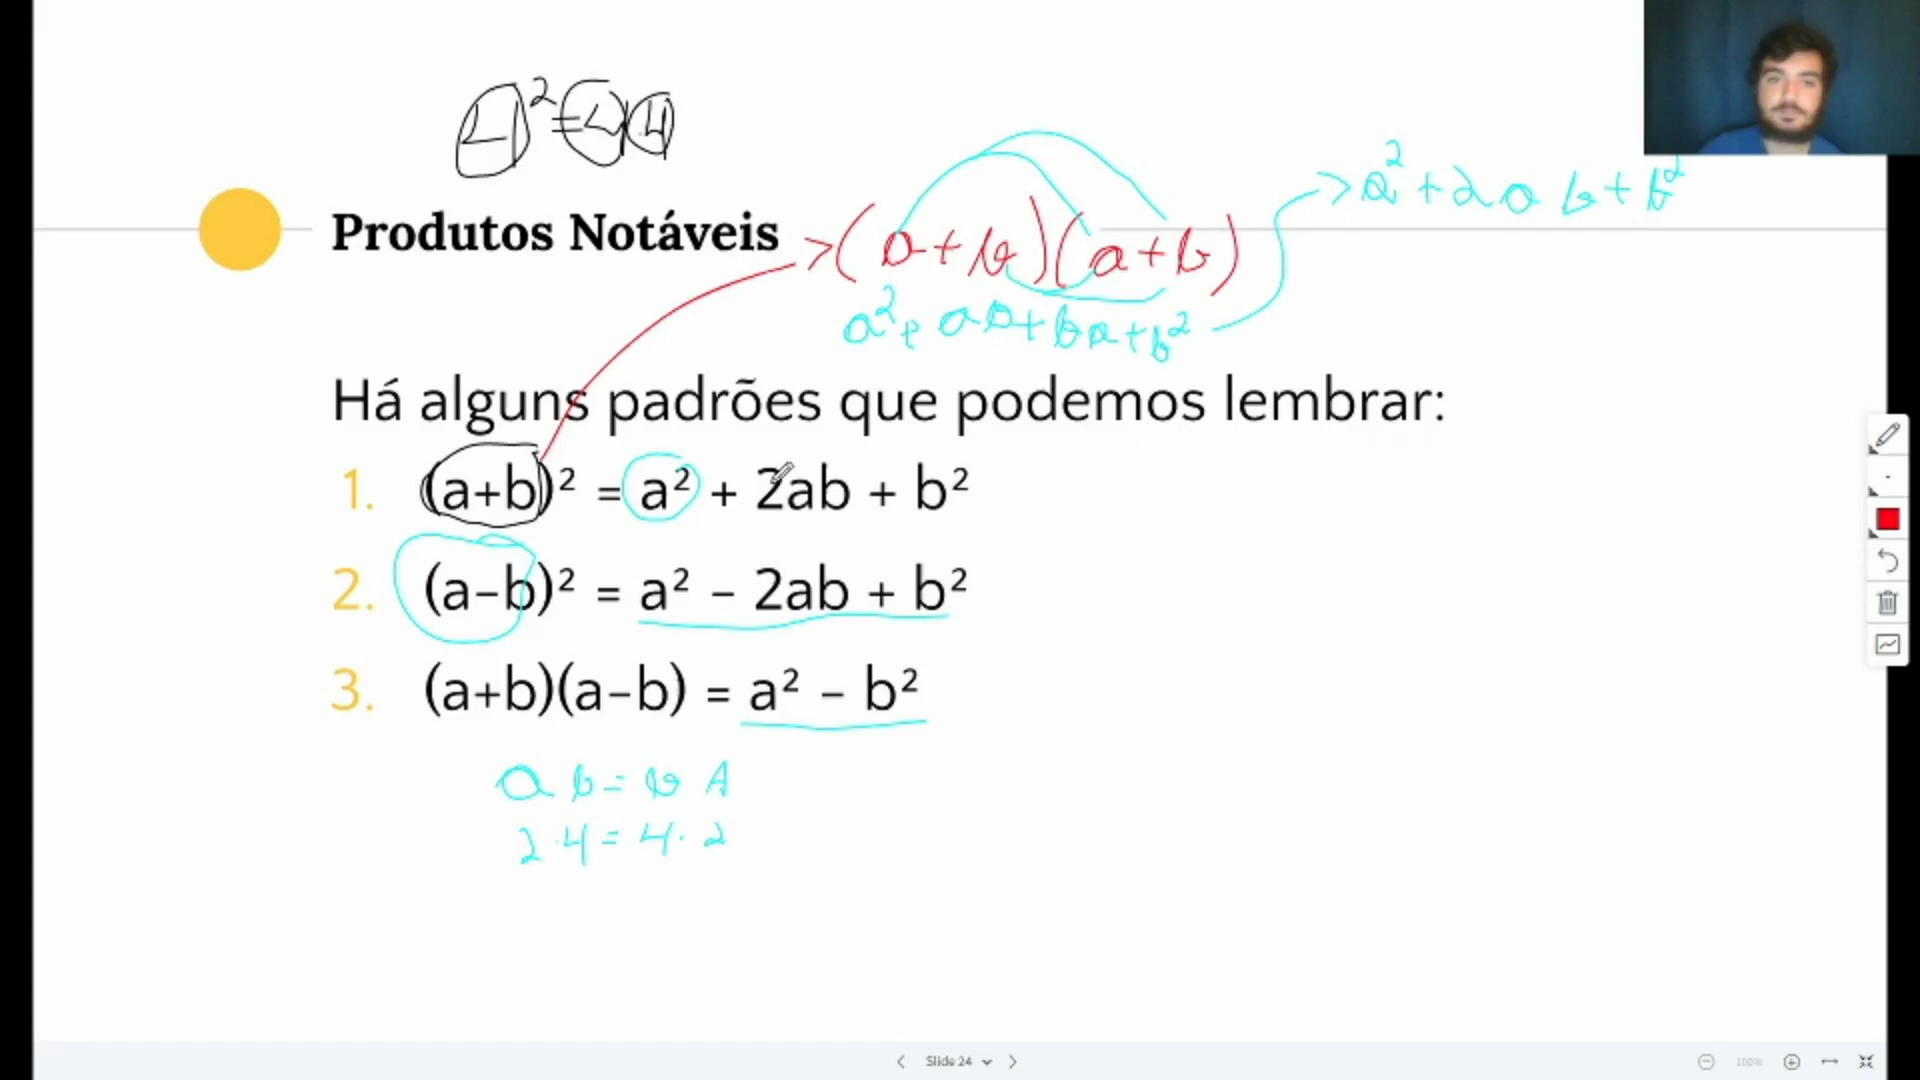 (4)² = (4)(4)
a² + 2ab + b²
Produtos Notáveis
(a+b)(a+b)
a² + ab + ba + b²
Há alguns padrões que podemos lembrar:
1. (a+b)² = a² + 2ab + b²
2. (a-b)² = a² - 2ab + b²
3. (a+b)(a-b) = a² - b²
a b = b A
2·4 = 4·2
Slide 24
100%